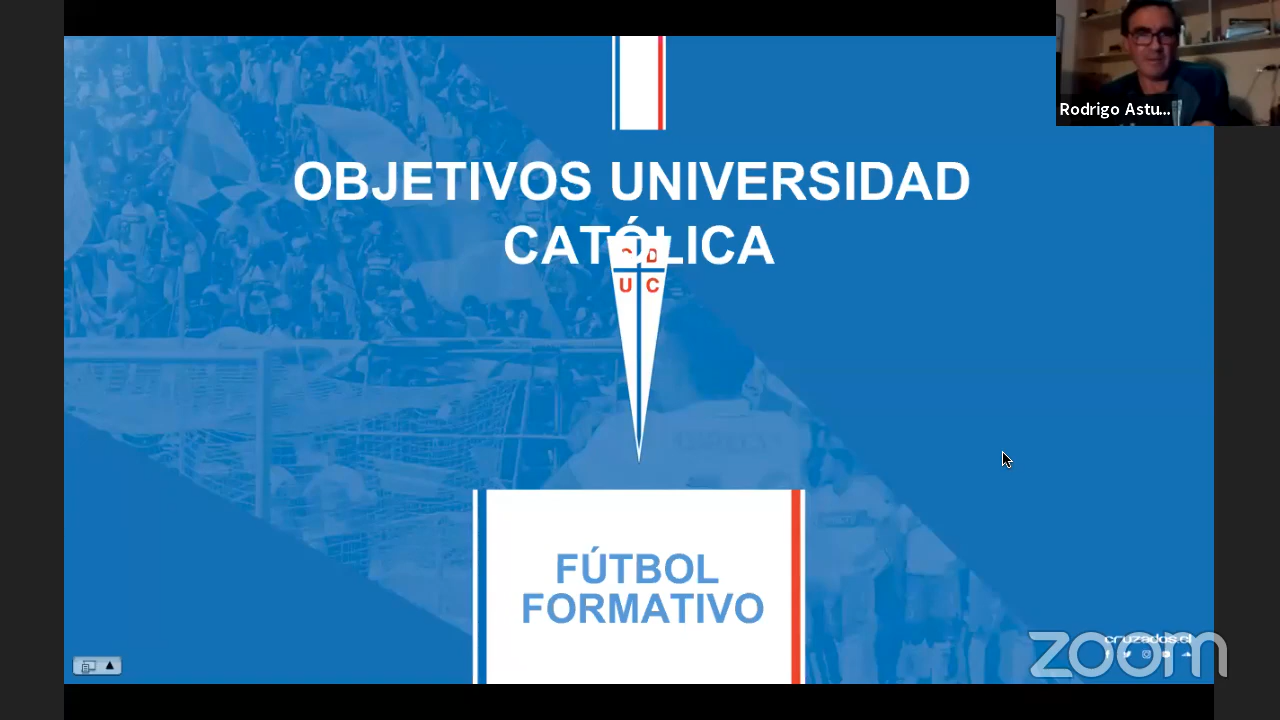 Rodrigo Astu...
OBJETIVOS UNIVERSIDAD
CATÓLICA
U C
FÚTBOL
FORMATIVO
cruzados.cl
zoom